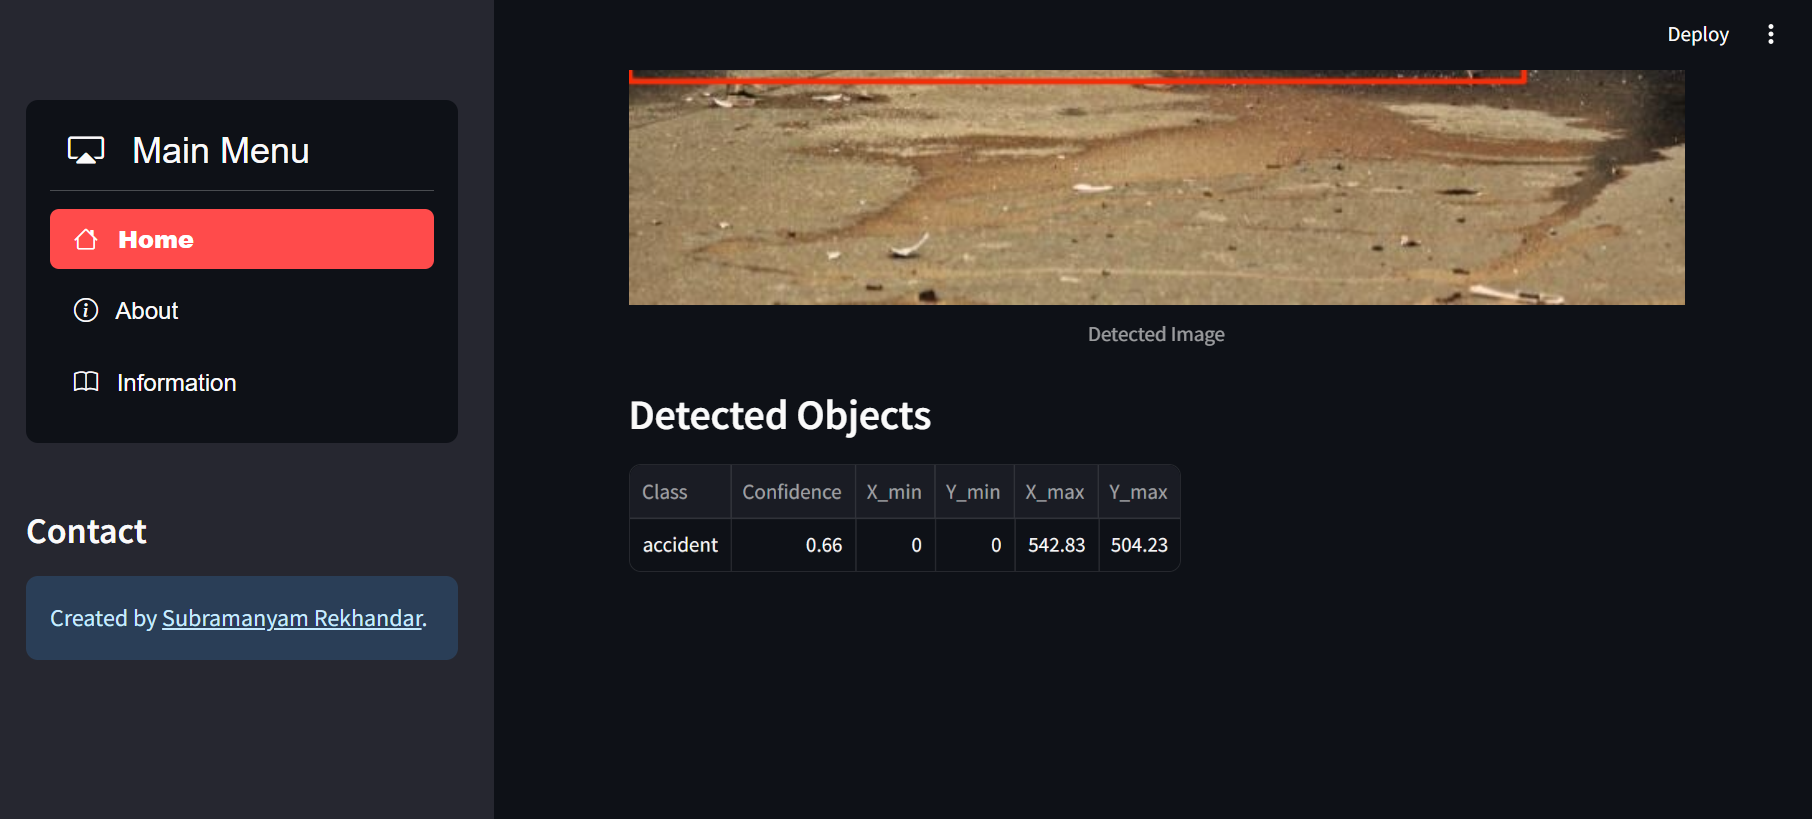 Deploy
Main Menu
Home
About
Information
Contact
Created by Subramanyam Rekhandar.
Detected Image
Detected Objects
Class Confidence X_min Y_min X_max Y_max
accident 0.66 0 0 542.83 504.23